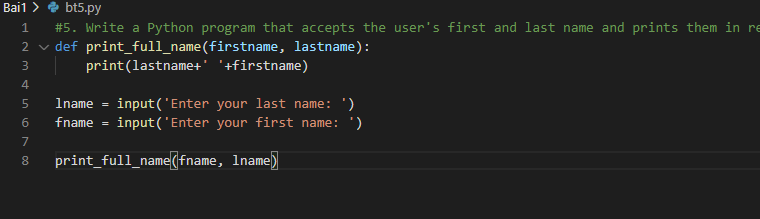 Bai1 > bt5.py
1 #5. Write a Python program that accepts the user's first and last name and prints them in re
2 def print_full_name(firstname, lastname):
3     print(lastname+' '+firstname)
4
5 lname = input('Enter your last name: ')
6 fname = input('Enter your first name: ')
7
8 print_full_name(fname, lname)